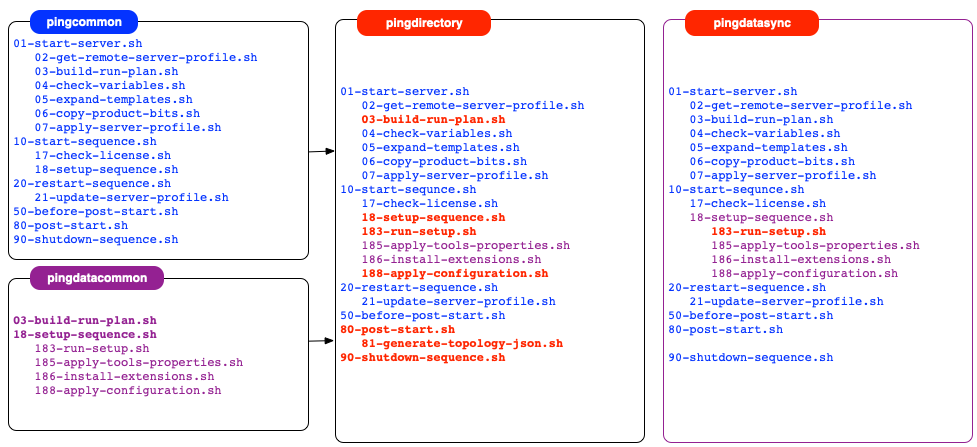 pingcommon
01-start-server.sh
02-get-remote-server-profile.sh
03-build-run-plan.sh
04-check-variables.sh
05-expand-templates.sh
06-copy-product-bits.sh
07-apply-server-profile.sh
10-start-sequence.sh
17-check-license.sh
18-setup-sequence.sh
20-restart-sequence.sh
21-update-server-profile.sh
50-before-post-start.sh
80-post-start.sh
90-shutdown-sequence.sh
pingdatacommon
03-build-run-plan.sh
18-setup-sequence.sh
183-run-setup.sh
185-apply-tools-properties.sh
186-install-extensions.sh
188-apply-configuration.sh
pingdirectory
01-start-server.sh
02-get-remote-server-profile.sh
03-build-run-plan.sh
04-check-variables.sh
05-expand-templates.sh
06-copy-product-bits.sh
07-apply-server-profile.sh
10-start-sequnce.sh
17-check-license.sh
18-setup-sequence.sh
183-run-setup.sh
185-apply-tools-properties.sh
186-install-extensions.sh
188-apply-configuration.sh
20-restart-sequence.sh
21-update-server-profile.sh
50-before-post-start.sh
80-post-start.sh
81-generate-topology-json.sh
90-shutdown-sequence.sh
pingdatasync
01-start-server.sh
02-get-remote-server-profile.sh
03-build-run-plan.sh
04-check-variables.sh
05-expand-templates.sh
06-copy-product-bits.sh
07-apply-server-profile.sh
10-start-sequnce.sh
17-check-license.sh
18-setup-sequence.sh
183-run-setup.sh
185-apply-tools-properties.sh
186-install-extensions.sh
188-apply-configuration.sh
20-restart-sequence.sh
21-update-server-profile.sh
50-before-post-start.sh
80-post-start.sh
90-shutdown-sequence.sh